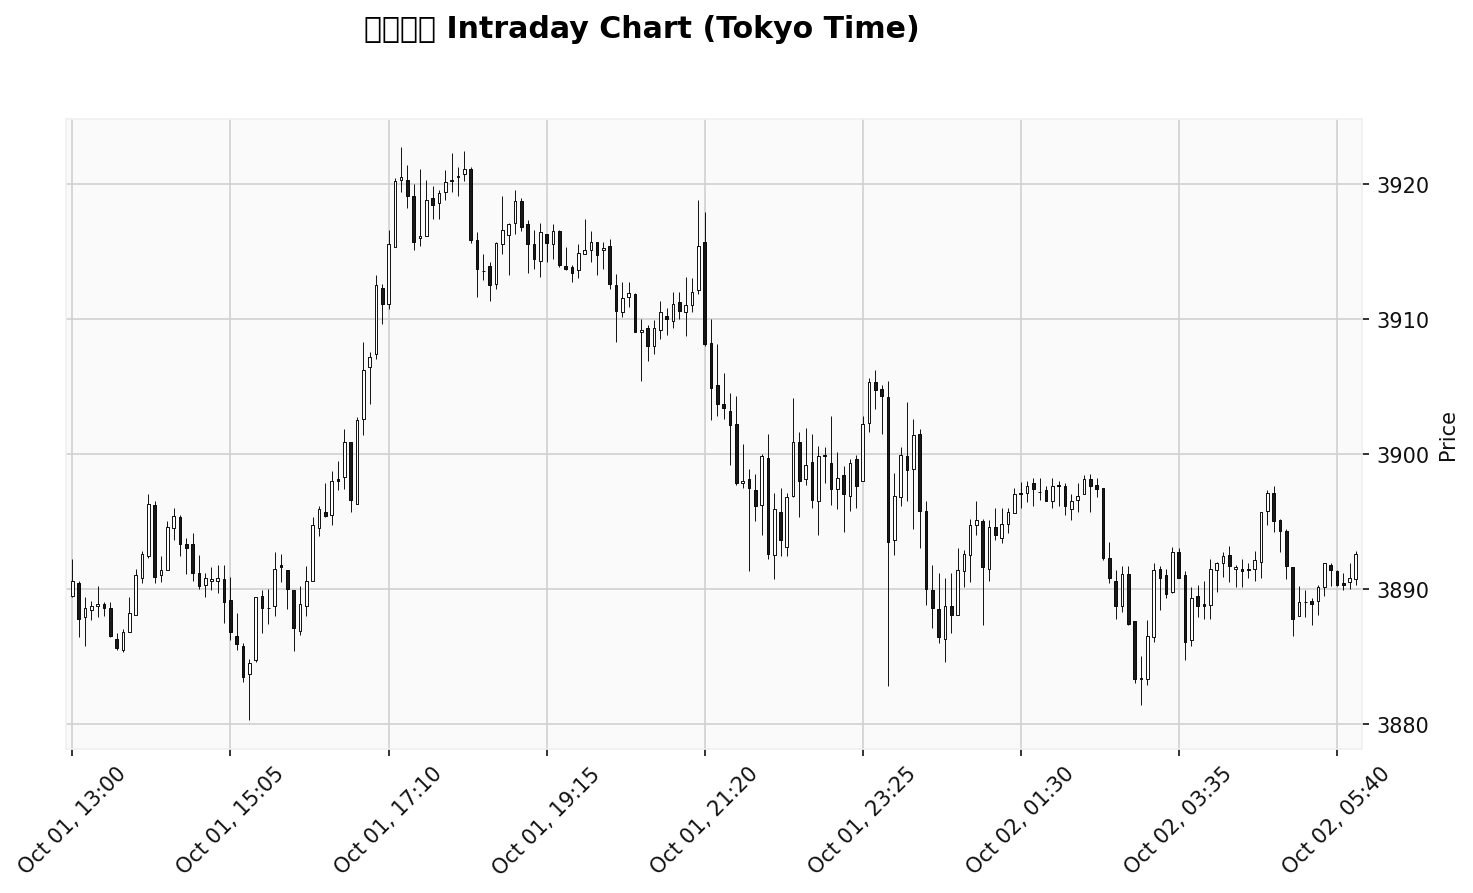 Intraday Chart (Tokyo Time)
3920
3910
3900
3890
3880
Price
Oct 01, 13:00
Oct 01, 15:05
Oct 01, 17:10
Oct 01, 19:15
Oct 01, 21:20
Oct 01, 23:25
Oct 02, 01:30
Oct 02, 03:35
Oct 02, 05:40